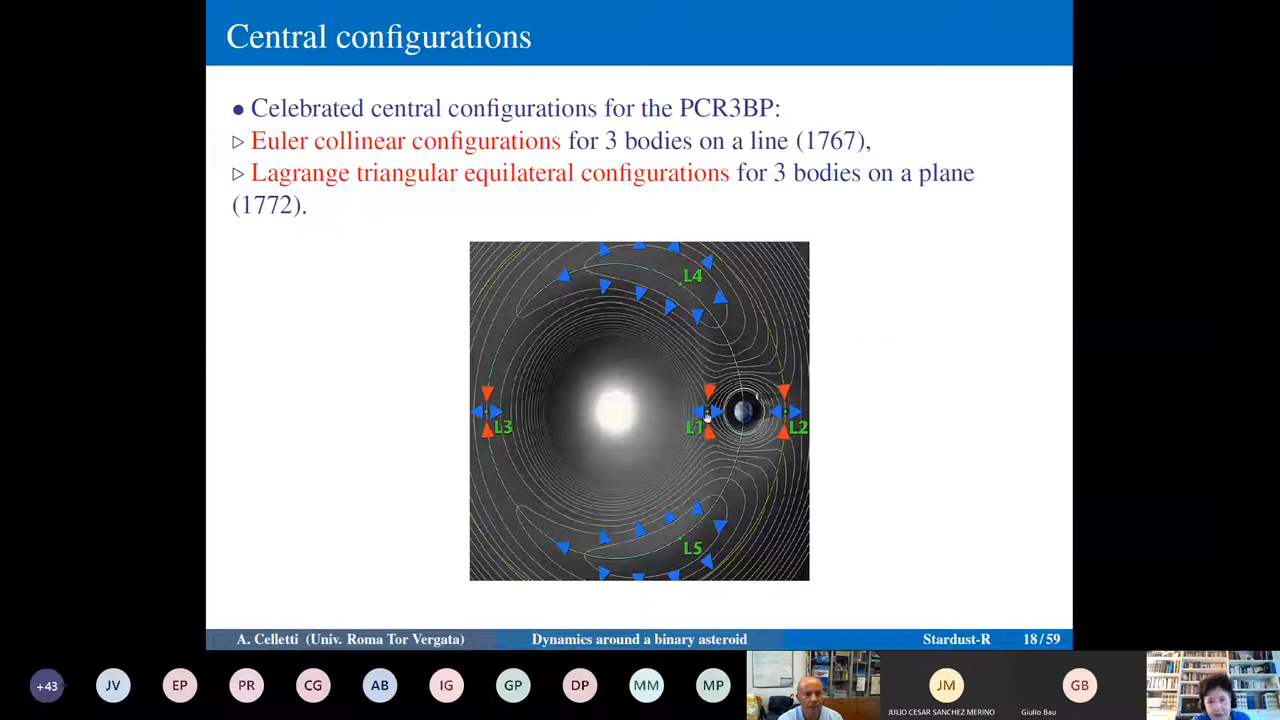 Central configurations
• Celebrated central configurations for the PCR3BP:
▷ Euler collinear configurations for 3 bodies on a line (1767),
▷ Lagrange triangular equilateral configurations for 3 bodies on a plane
(1772).
L4
L3
L1
L2
L5
A. Celletti (Univ. Roma Tor Vergata) Dynamics around a binary asteroid Stardust-R 18 / 59
+43 JV EP PR CG AB IG GP DP MM MP JM GB
JULIO CESAR SANCHEZ MERINO Giulio Bau